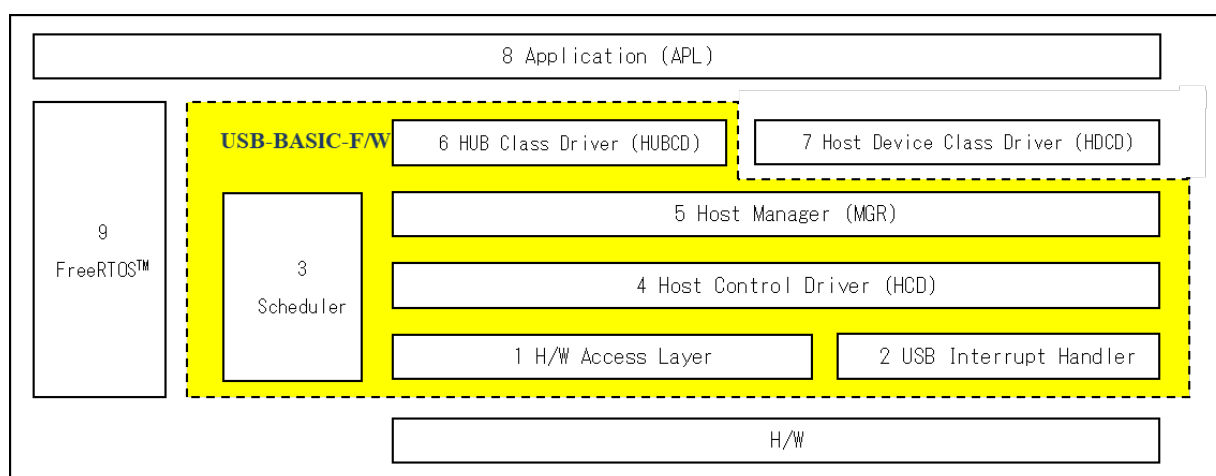 8 Application (APL)
USB-BASIC-F/W
6 HUB Class Driver (HUBCD)
7 Host Device Class Driver (HDCD)
9
FreeRTOS™
3
Scheduler
5 Host Manager (MGR)
4 Host Control Driver (HCD)
1 H/W Access Layer
2 USB Interrupt Handler
H/W